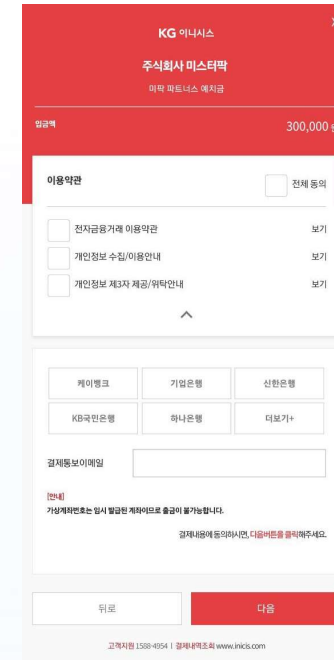 KG 이니시스
주식회사 미스터팍
미팍 파트너스 예치금
입금액 300,000
이용약관 전체 동의
전자금융거래 이용약관 보기
개인정보 수집/이용안내 보기
개인정보 제3자 제공/위탁안내 보기
케이뱅크 기업은행 신한은행
KB국민은행 하나은행 더보기+
결제통보이메일
[안내]
가상계좌번호는 임시 발급된 계좌이므로 출금이 불가능합니다.
결제내용에 동의하시면, 다음버튼를 클릭해주세요.
뒤로 다음
고객지원 1588-4954 | 결제내역조회 www.inicis.com